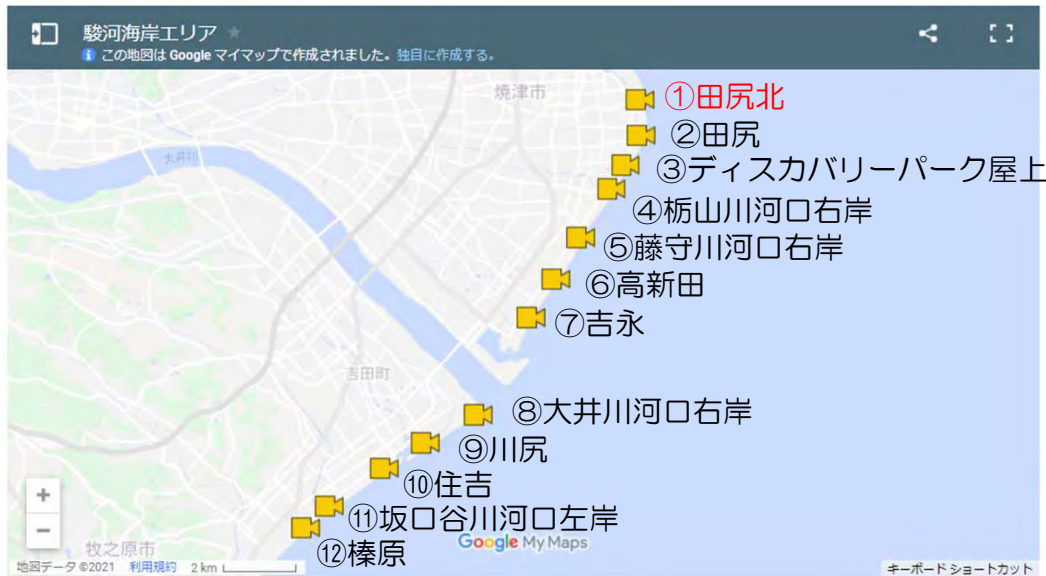 駿河海岸エリア
この地図は Google マイマップで作成されました。独自に作成する。
焼津市
①田尻北
②田尻
大井川
③ディスカバリーパーク屋上
④栃山川河口右岸
⑤藤守川河口右岸
⑥高新田
⑦吉永
吉田町
⑧大井川河口右岸
⑨川尻
⑩住吉
+
⑪坂口谷川河口左岸
−
牧之原市
⑫榛原
Google My Maps
地図データ ©2021 利用規約 2 km
キーボード ショートカット